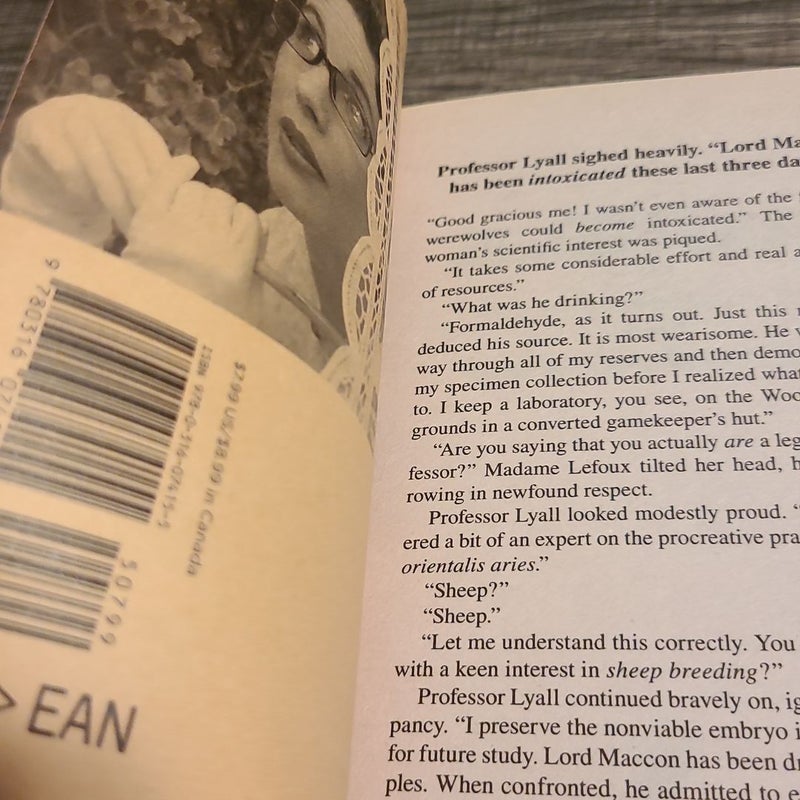 9 780316 07
ISBN 978-0-316-07415-5
$7.99 US/$8.99 in Canada
50799
> EAN
Professor Lyall sighed heavily. “Lord Ma
has been intoxicated these last three da
“Good gracious me! I wasn’t even aware of the
werewolves could become intoxicated.” The
woman’s scientific interest was piqued.
“It takes some considerable effort and real a
of resources.”
“What was he drinking?”
“Formaldehyde, as it turns out. Just this
deduced his source. It is most wearisome. He
way through all of my reserves and then demo
my specimen collection before I realized what
to. I keep a laboratory, you see, on the Woo
grounds in a converted gamekeeper’s hut.”
“Are you saying that you actually are a leg
fessor?” Madame Lefoux tilted her head, h
rowing in newfound respect.
Professor Lyall looked modestly proud. “
ered a bit of an expert on the procreative pra
orientalis aries.”
“Sheep?”
“Sheep.”
“Let me understand this correctly. You
with a keen interest in sheep breeding?”
Professor Lyall continued bravely on, ig
pancy. “I preserve the nonviable embryo i
for future study. Lord Maccon has been dr
ples. When confronted, he admitted to e